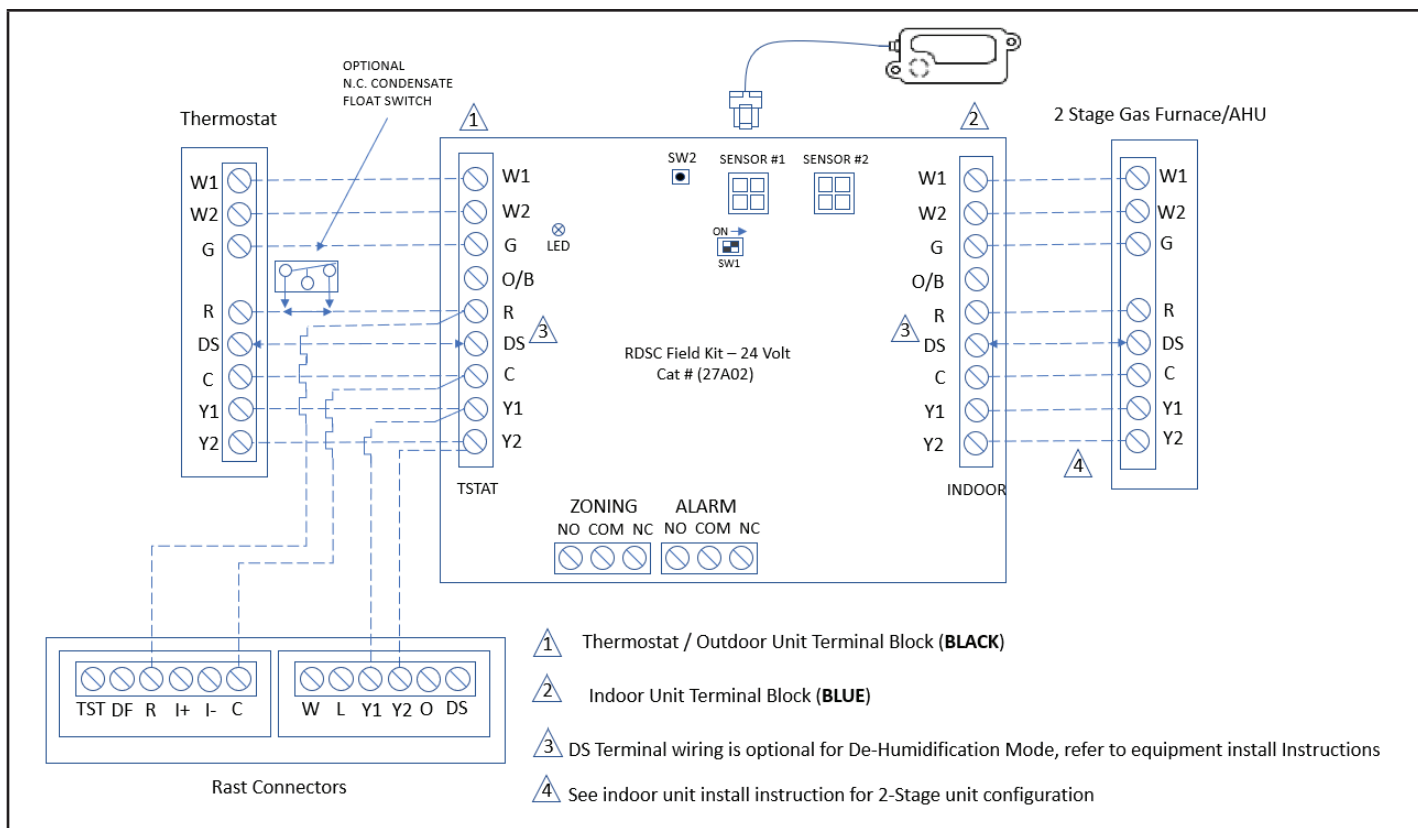 OPTIONAL
N.C. CONDENSATE
FLOAT SWITCH
Thermostat
W1
W2
G
R
DS
C
Y1
Y2
1
2
W1
W2
G
O/B
R
DS
C
Y1
Y2
TSTAT
3
LED
SW2
SENSOR #1
SENSOR #2
ON
SW1
RDSC Field Kit – 24 Volt
Cat # (27A02)
ZONING
NO COM NC
ALARM
NO COM NC
W1
W2
G
O/B
R
3
DS
C
Y1
Y2
INDOOR
2 Stage Gas Furnace/AHU
W1
W2
G
R
DS
C
Y1
Y2
4
TST DF R I+ I- C
W L Y1 Y2 O DS
Rast Connectors
1 Thermostat / Outdoor Unit Terminal Block (BLACK)
2 Indoor Unit Terminal Block (BLUE)
3 DS Terminal wiring is optional for De-Humidification Mode, refer to equipment install Instructions
4 See indoor unit install instruction for 2-Stage unit configuration